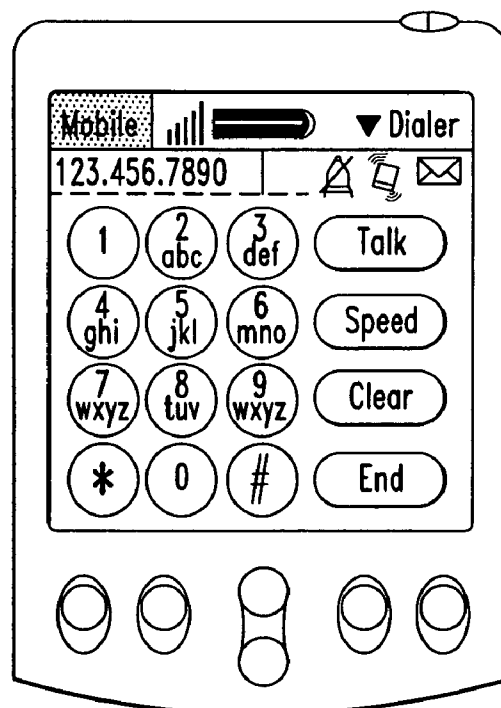 Mobile ▼ Dialer
123.456.7890
1 2 abc 3 def Talk
4 ghi 5 jkl 6 mno Speed
7 wxyz 8 tuv 9 wxyz Clear
* 0 # End